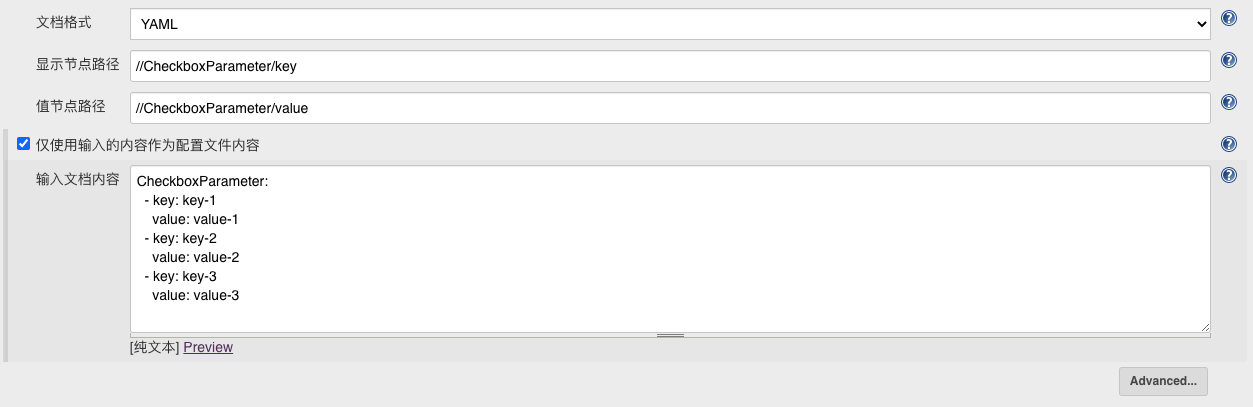 文档格式
YAML
显示节点路径
//CheckboxParameter/key
值节点路径
//CheckboxParameter/value
仅使用输入的内容作为配置文件内容
输入文档内容
CheckboxParameter:
  - key: key-1
    value: value-1
  - key: key-2
    value: value-2
  - key: key-3
    value: value-3
[纯文本] Preview
Advanced...